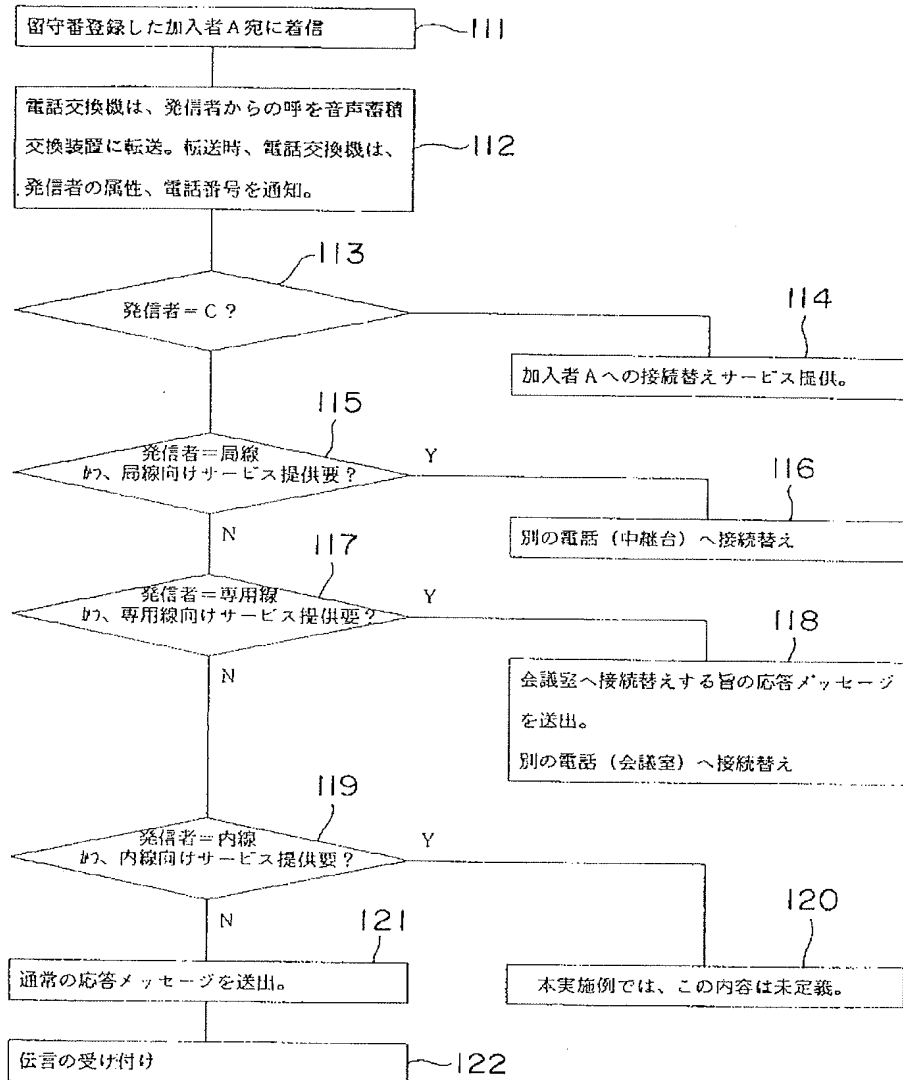 留守番登録した加入者A宛に着信
111
電話交換機は、発信者からの呼を音声蓄積
交換装置に転送。転送時、電話交換機は、
発信者の属性、電話番号を通知。
112
113
発信者=C?
114
加入者Aへの接続替えサービス提供。
115
発信者=局線
かつ、局線向けサービス提供要?
Y
N
116
別の電話(中継台)へ接続替え
117
発信者=専用線
かつ、専用線向けサービス提供要?
Y
N
118
会議室へ接続替えする旨の応答メッセージ
を送出。
別の電話(会議室)へ接続替え
119
発信者=内線
かつ、内線向けサービス提供要?
Y
N
120
本実施例では、この内容は未定義。
121
通常の応答メッセージを送出。
伝言の受け付け
122